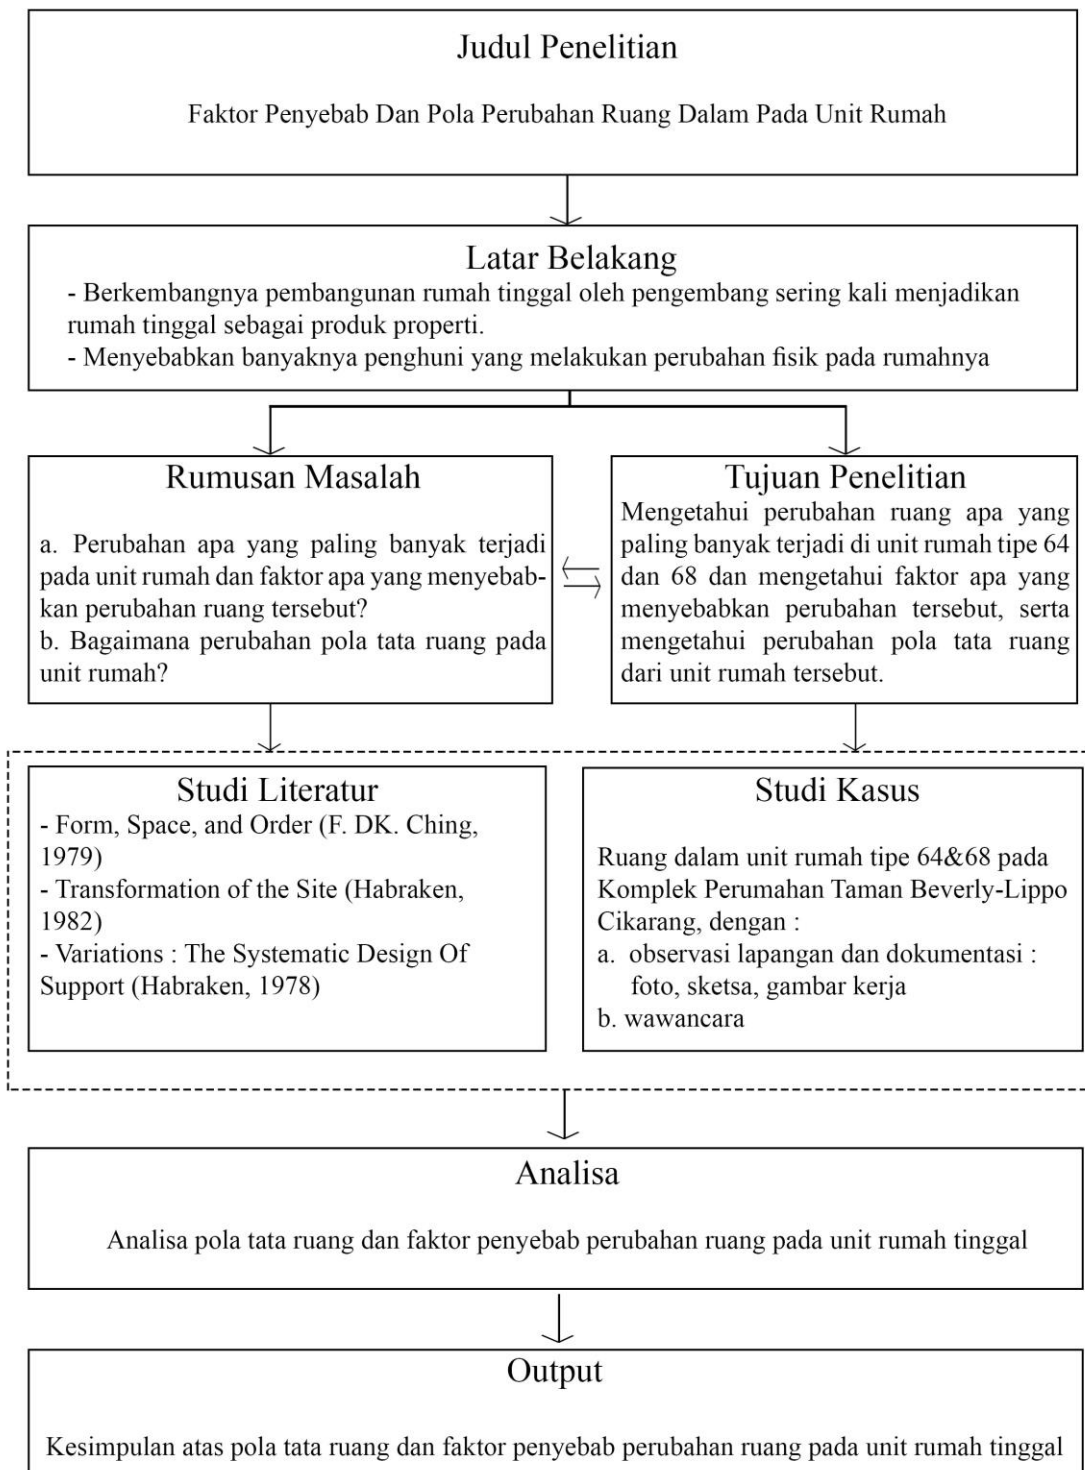 Judul Penelitian
Faktor Penyebab Dan Pola Perubahan Ruang Dalam Pada Unit Rumah
Latar Belakang
- Berkembangnya pembangunan rumah tinggal oleh pengembang sering kali menjadikan
rumah tinggal sebagai produk properti.
- Menyebabkan banyaknya penghuni yang melakukan perubahan fisik pada rumahnya
Rumusan Masalah
a. Perubahan apa yang paling banyak terjadi
pada unit rumah dan faktor apa yang menyebab-
kan perubahan ruang tersebut?
b. Bagaimana perubahan pola tata ruang pada
unit rumah?
Tujuan Penelitian
Mengetahui perubahan ruang apa yang
paling banyak terjadi di unit rumah tipe 64
dan 68 dan mengetahui faktor apa yang
menyebabkan perubahan tersebut, serta
mengetahui perubahan pola tata ruang
dari unit rumah tersebut.
Studi Literatur
- Form, Space, and Order (F. DK. Ching,
1979)
- Transformation of the Site (Habraken,
1982)
- Variations : The Systematic Design Of
Support (Habraken, 1978)
Studi Kasus
Ruang dalam unit rumah tipe 64&68 pada
Komplek Perumahan Taman Beverly-Lippo
Cikarang, dengan :
a. observasi lapangan dan dokumentasi :
foto, sketsa, gambar kerja
b. wawancara
Analisa
Analisa pola tata ruang dan faktor penyebab perubahan ruang pada unit rumah tinggal
Output
Kesimpulan atas pola tata ruang dan faktor penyebab perubahan ruang pada unit rumah tinggal